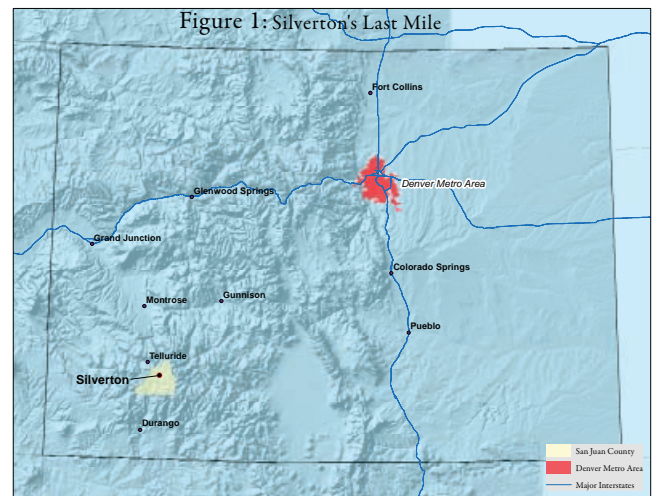 Figure 1: Silverton's Last Mile
Fort Collins
Denver Metro Area
Glenwood Springs
Grand Junction
Colorado Springs
Montrose
Gunnison
Pueblo
Telluride
Silverton
Durango
San Juan County
Denver Metro Area
Major Interstates